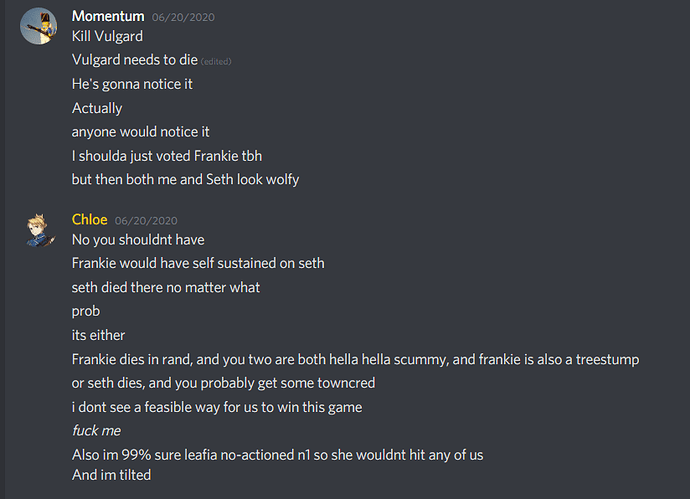 Momentum 06/20/2020
Kill Vulgard
Vulgard needs to die (edited)
He's gonna notice it
Actually
anyone would notice it
I shoulda just voted Frankie tbh
but then both me and Seth look wolfy
Chloe 06/20/2020
No you shouldnt have
Frankie would have self sustained on seth
seth died there no matter what
prob
its either
Frankie dies in rand, and you two are both hella hella scummy, and frankie is also a treestump
or seth dies, and you probably get some towncred
i dont see a feasible way for us to win this game
fuck me
Also im 99% sure leafia no-actioned n1 so she wouldnt hit any of us
And im tilted